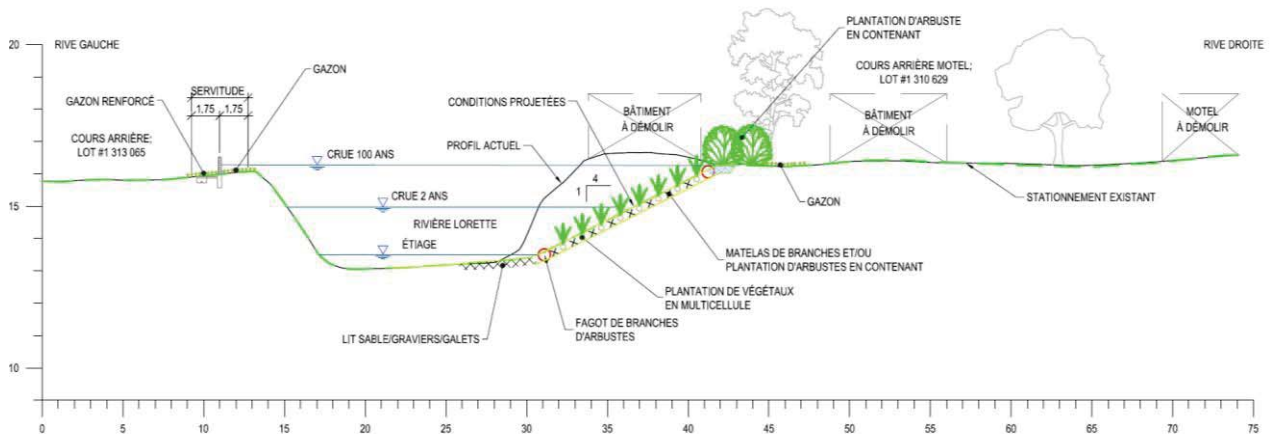 20
15
10
RIVE GAUCHE
RIVE DROITE
GAZON RENFORCÉ
SERVITUDE
1,75
1,75
GAZON
COURS ARRIÈRE;
LOT #1 313 065
CRUE 100 ANS
CRUE 2 ANS
RIVIÈRE LORETTE
ÉTIAGE
PROFIL ACTUEL
CONDITIONS PROJETÉES
BÂTIMENT
À DÉMOLIR
4
1
PLANTATION D'ARBUSTE
EN CONTENANT
COURS ARRIÈRE MOTEL;
LOT #1 310 629
BÂTIMENT
À DÉMOLIR
MOTEL
À DÉMOLIR
GAZON
STATIONNEMENT EXISTANT
MATELAS DE BRANCHES ET/OU
PLANTATION D'ARBUSTES EN CONTENANT
PLANTATION DE VÉGÉTAUX
EN MULTICELLULE
FAGOT DE BRANCHES
D'ARBUSTES
LIT SABLE/GRAVIERS/GALETS
0 5 10 15 20 25 30 35 40 45 50 55 60 65 70 75